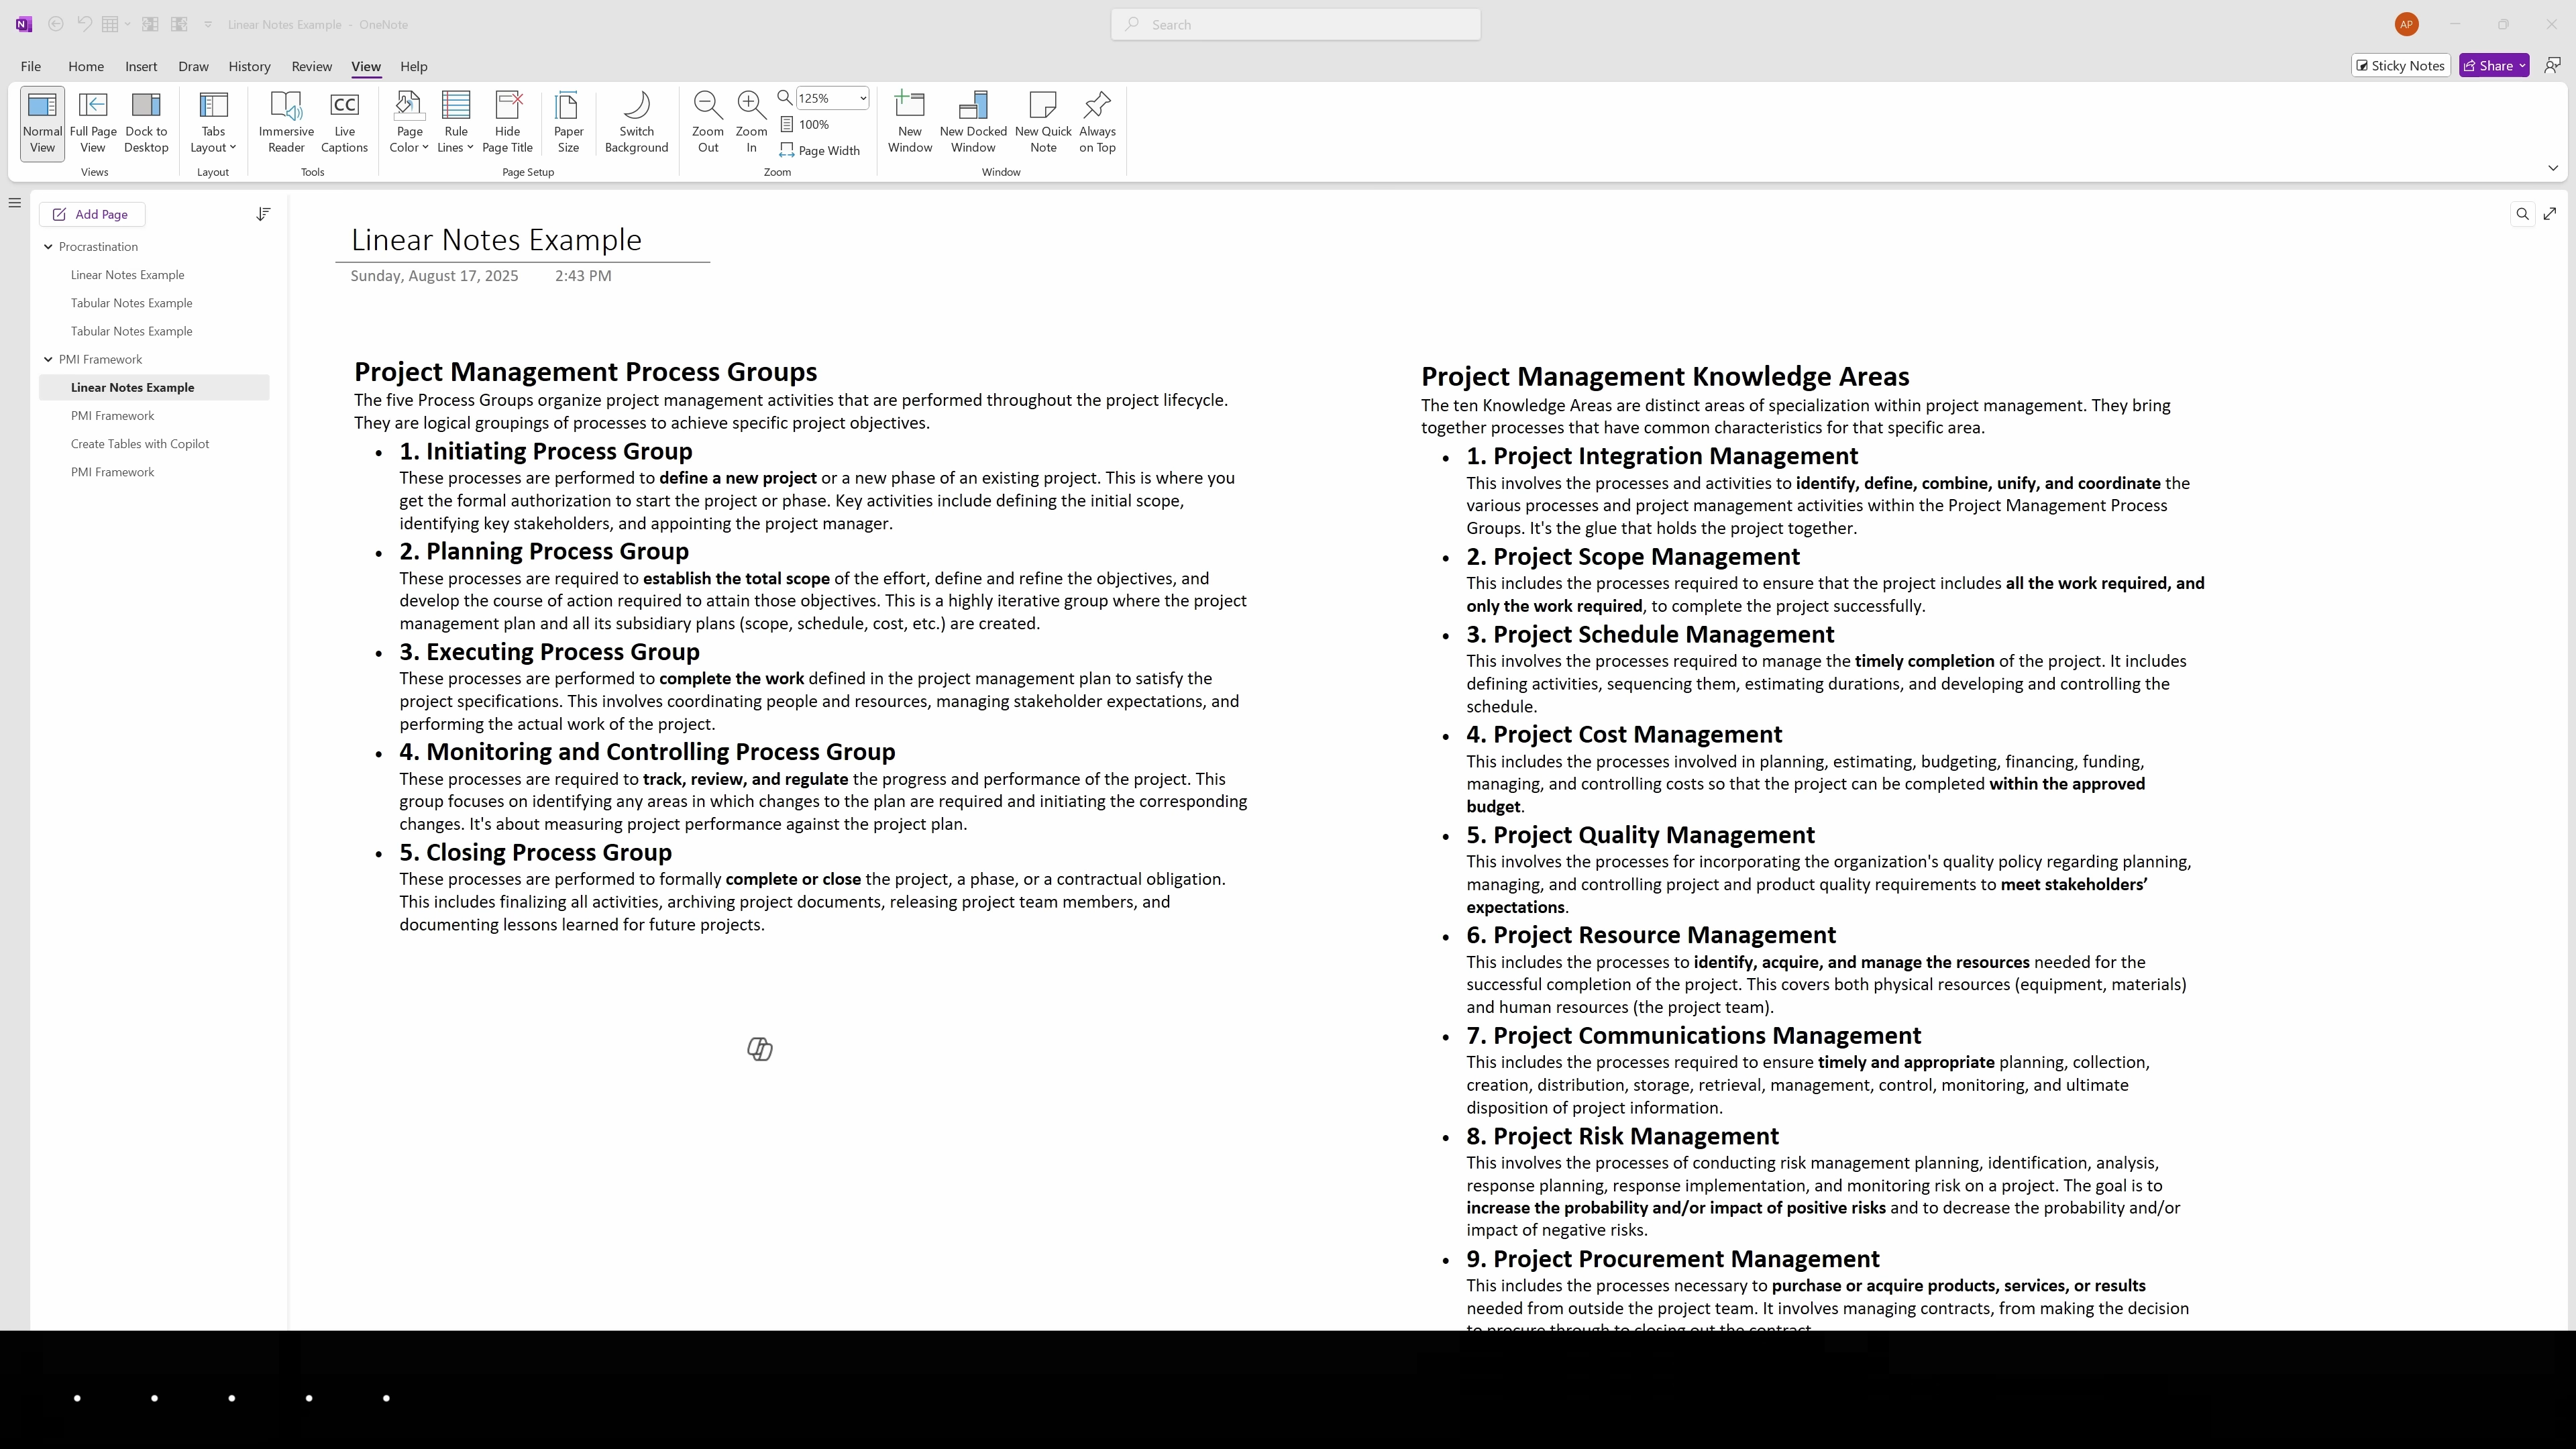 Linear Notes Example - OneNote
Search
AP
File Home Insert Draw History Review View Help
Sticky Notes
Share
Normal View
Full Page View
Dock to Desktop
Tabs Layout
Immersive Reader
CC
Live Captions
Page Color
Rule Lines
Hide Page Title
Paper Size
Switch Background
Zoom Out
Zoom In
125%
100%
Page Width
New Window
New Docked Window
New Quick Note
Always on Top
Views
Layout
Tools
Page Setup
Zoom
Window
Add Page
Procrastination
Linear Notes Example
Tabular Notes Example
Tabular Notes Example
PMI Framework
Linear Notes Example
PMI Framework
Create Tables with Copilot
PMI Framework
Linear Notes Example
Sunday, August 17, 2025 2:43 PM
Project Management Process Groups
The five Process Groups organize project management activities that are performed throughout the project lifecycle.
They are logical groupings of processes to achieve specific project objectives.
• 1. Initiating Process Group
These processes are performed to define a new project or a new phase of an existing project. This is where you
get the formal authorization to start the project or phase. Key activities include defining the initial scope,
identifying key stakeholders, and appointing the project manager.
• 2. Planning Process Group
These processes are required to establish the total scope of the effort, define and refine the objectives, and
develop the course of action required to attain those objectives. This is a highly iterative group where the project
management plan and all its subsidiary plans (scope, schedule, cost, etc.) are created.
• 3. Executing Process Group
These processes are performed to complete the work defined in the project management plan to satisfy the
project specifications. This involves coordinating people and resources, managing stakeholder expectations, and
performing the actual work of the project.
• 4. Monitoring and Controlling Process Group
These processes are required to track, review, and regulate the progress and performance of the project. This
group focuses on identifying any areas in which changes to the plan are required and initiating the corresponding
changes. It's about measuring project performance against the project plan.
• 5. Closing Process Group
These processes are performed to formally complete or close the project, a phase, or a contractual obligation.
This includes finalizing all activities, archiving project documents, releasing project team members, and
documenting lessons learned for future projects.
Project Management Knowledge Areas
The ten Knowledge Areas are distinct areas of specialization within project management. They bring
together processes that have common characteristics for that specific area.
• 1. Project Integration Management
This involves the processes and activities to identify, define, combine, unify, and coordinate the
various processes and project management activities within the Project Management Process
Groups. It's the glue that holds the project together.
• 2. Project Scope Management
This includes the processes required to ensure that the project includes all the work required, and
only the work required, to complete the project successfully.
• 3. Project Schedule Management
This involves the processes required to manage the timely completion of the project. It includes
defining activities, sequencing them, estimating durations, and developing and controlling the
schedule.
• 4. Project Cost Management
This includes the processes involved in planning, estimating, budgeting, financing, funding,
managing, and controlling costs so that the project can be completed within the approved
budget.
• 5. Project Quality Management
This involves the processes for incorporating the organization's quality policy regarding planning,
managing, and controlling project and product quality requirements to meet stakeholders’
expectations.
• 6. Project Resource Management
This includes the processes to identify, acquire, and manage the resources needed for the
successful completion of the project. This covers both physical resources (equipment, materials)
and human resources (the project team).
• 7. Project Communications Management
This includes the processes required to ensure timely and appropriate planning, collection,
creation, distribution, storage, retrieval, management, control, monitoring, and ultimate
disposition of project information.
• 8. Project Risk Management
This involves the processes of conducting risk management planning, identification, analysis,
response planning, response implementation, and monitoring risk on a project. The goal is to
increase the probability and/or impact of positive risks and to decrease the probability and/or
impact of negative risks.
• 9. Project Procurement Management
This includes the processes necessary to purchase or acquire products, services, or results
needed from outside the project team. It involves managing contracts, from making the decision
to procure through to closing out the contract.